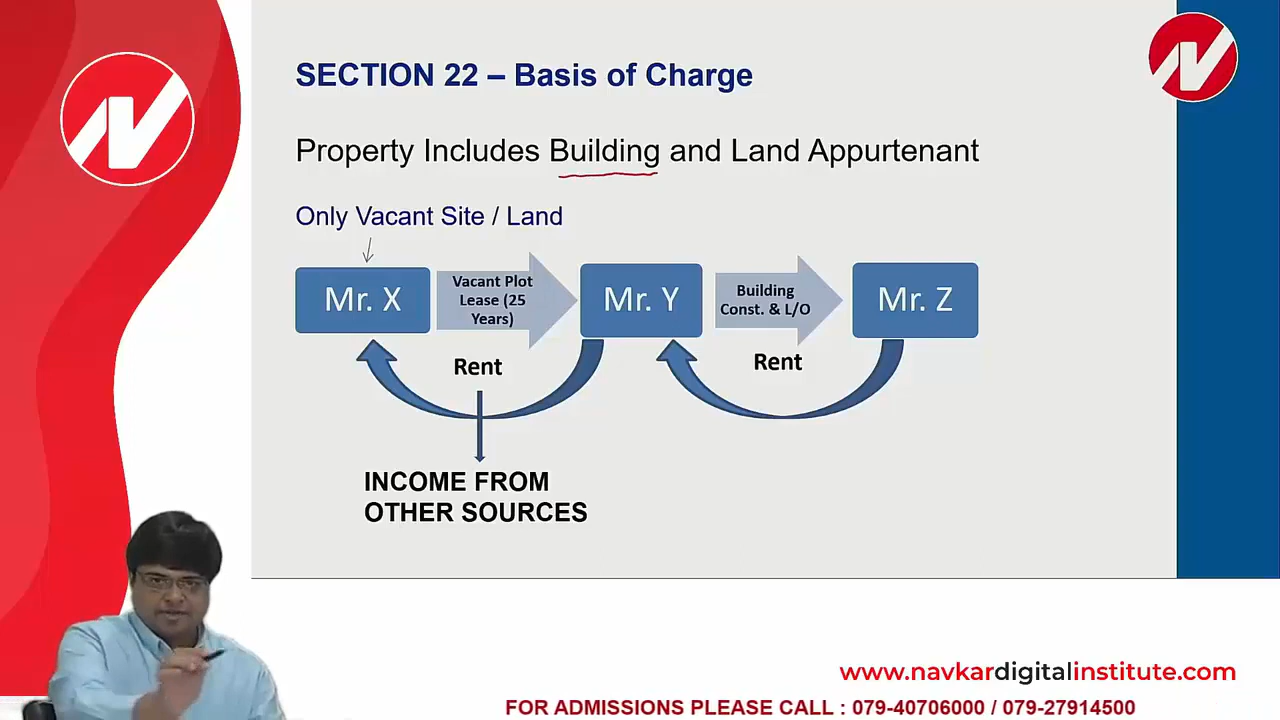 SECTION 22 – Basis of Charge
Property Includes Building and Land Appurtenant
Only Vacant Site / Land
Mr. X
Vacant Plot
Lease (25
Years)
Mr. Y
Building
Const. & L/O
Mr. Z
Rent
Rent
INCOME FROM
OTHER SOURCES
www.navkardigitalinstitute.com
FOR ADMISSIONS PLEASE CALL : 079-40706000 / 079-27914500